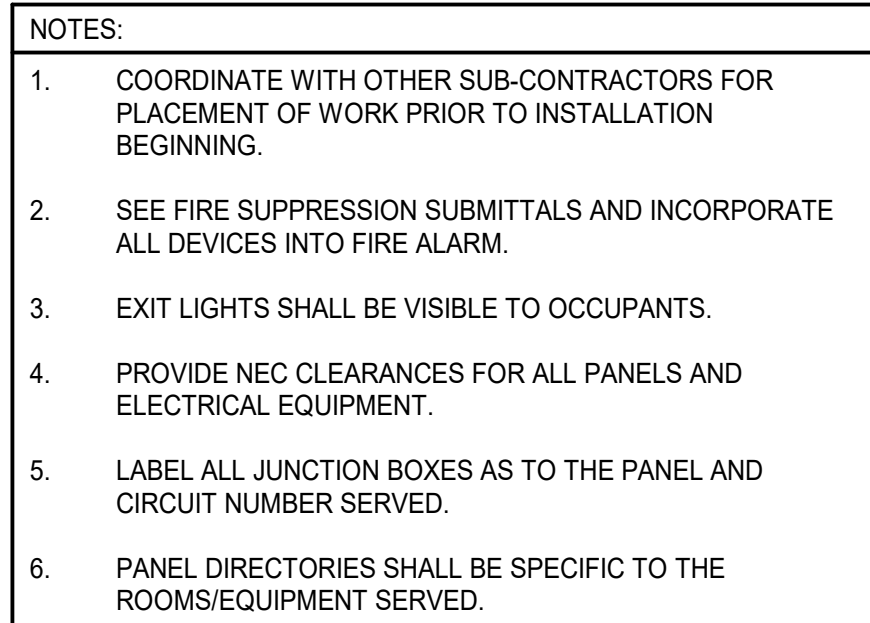 NOTES:
1. COORDINATE WITH OTHER SUB-CONTRACTORS FOR
PLACEMENT OF WORK PRIOR TO INSTALLATION
BEGINNING.
2. SEE FIRE SUPPRESSION SUBMITTALS AND INCORPORATE
ALL DEVICES INTO FIRE ALARM.
3. EXIT LIGHTS SHALL BE VISIBLE TO OCCUPANTS.
4. PROVIDE NEC CLEARANCES FOR ALL PANELS AND
ELECTRICAL EQUIPMENT.
5. LABEL ALL JUNCTION BOXES AS TO THE PANEL AND
CIRCUIT NUMBER SERVED.
6. PANEL DIRECTORIES SHALL BE SPECIFIC TO THE
ROOMS/EQUIPMENT SERVED.